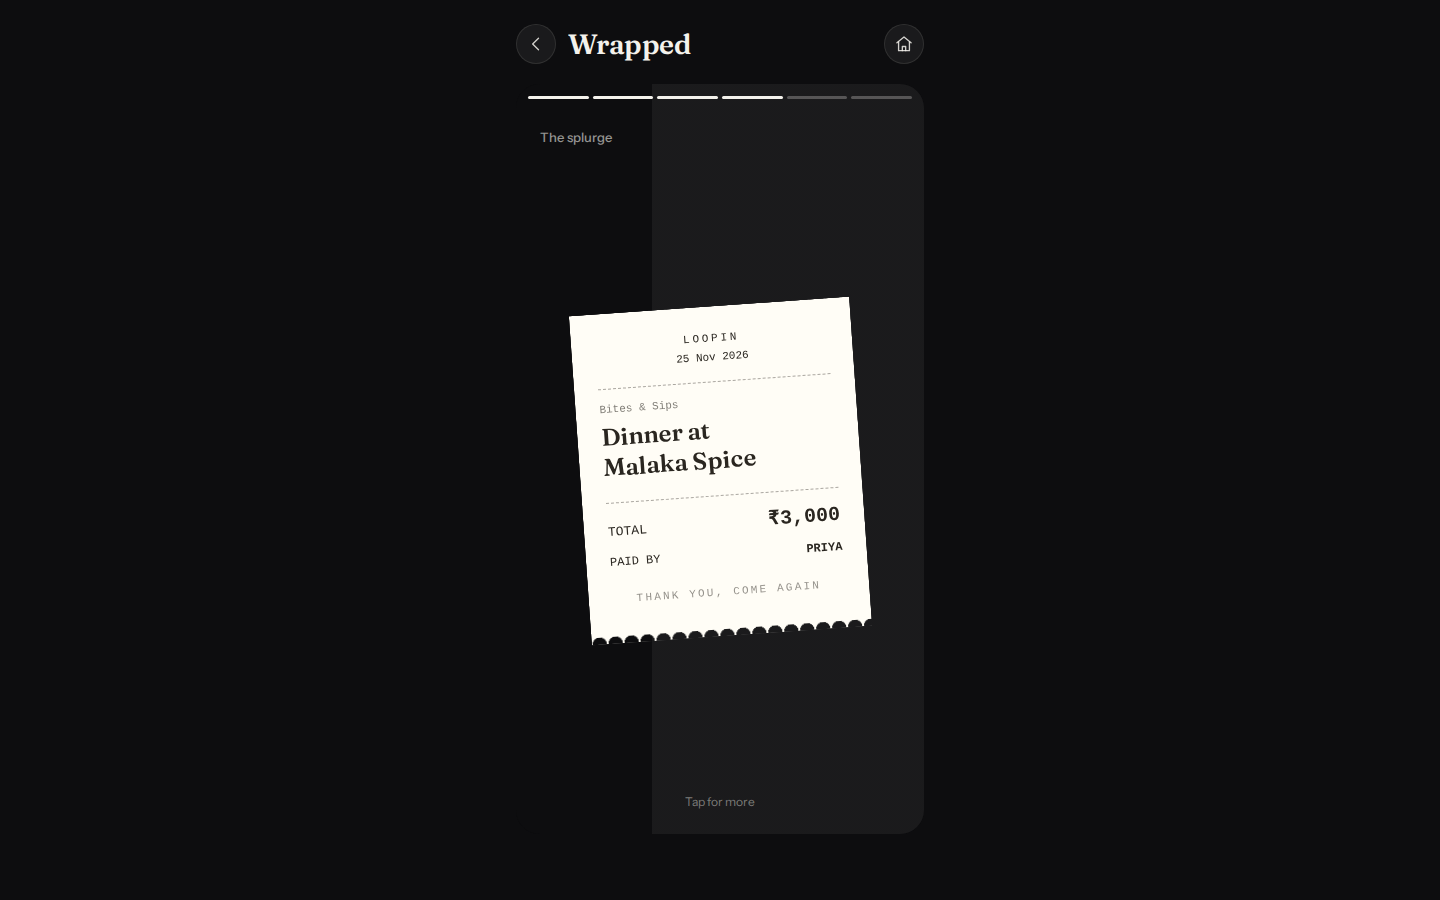 Wrapped
The splurge
LOOPIN
25 Nov 2026
Bites & Sips
Dinner at
Malaka Spice
TOTAL ₹3,000
PAID BY PRIYA
THANK YOU, COME AGAIN
Tap for more